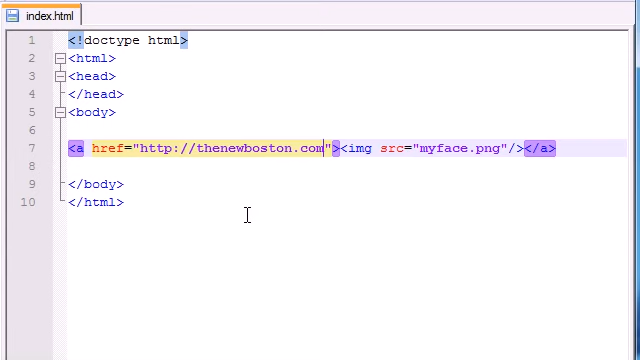 index.html
1 <!doctype html>
2 <html>
3 <head>
4 </head>
5 <body>
6
7 <a href="http://thenewboston.com"><img src="myface.png"/></a>
8
9 </body>
10 </html>